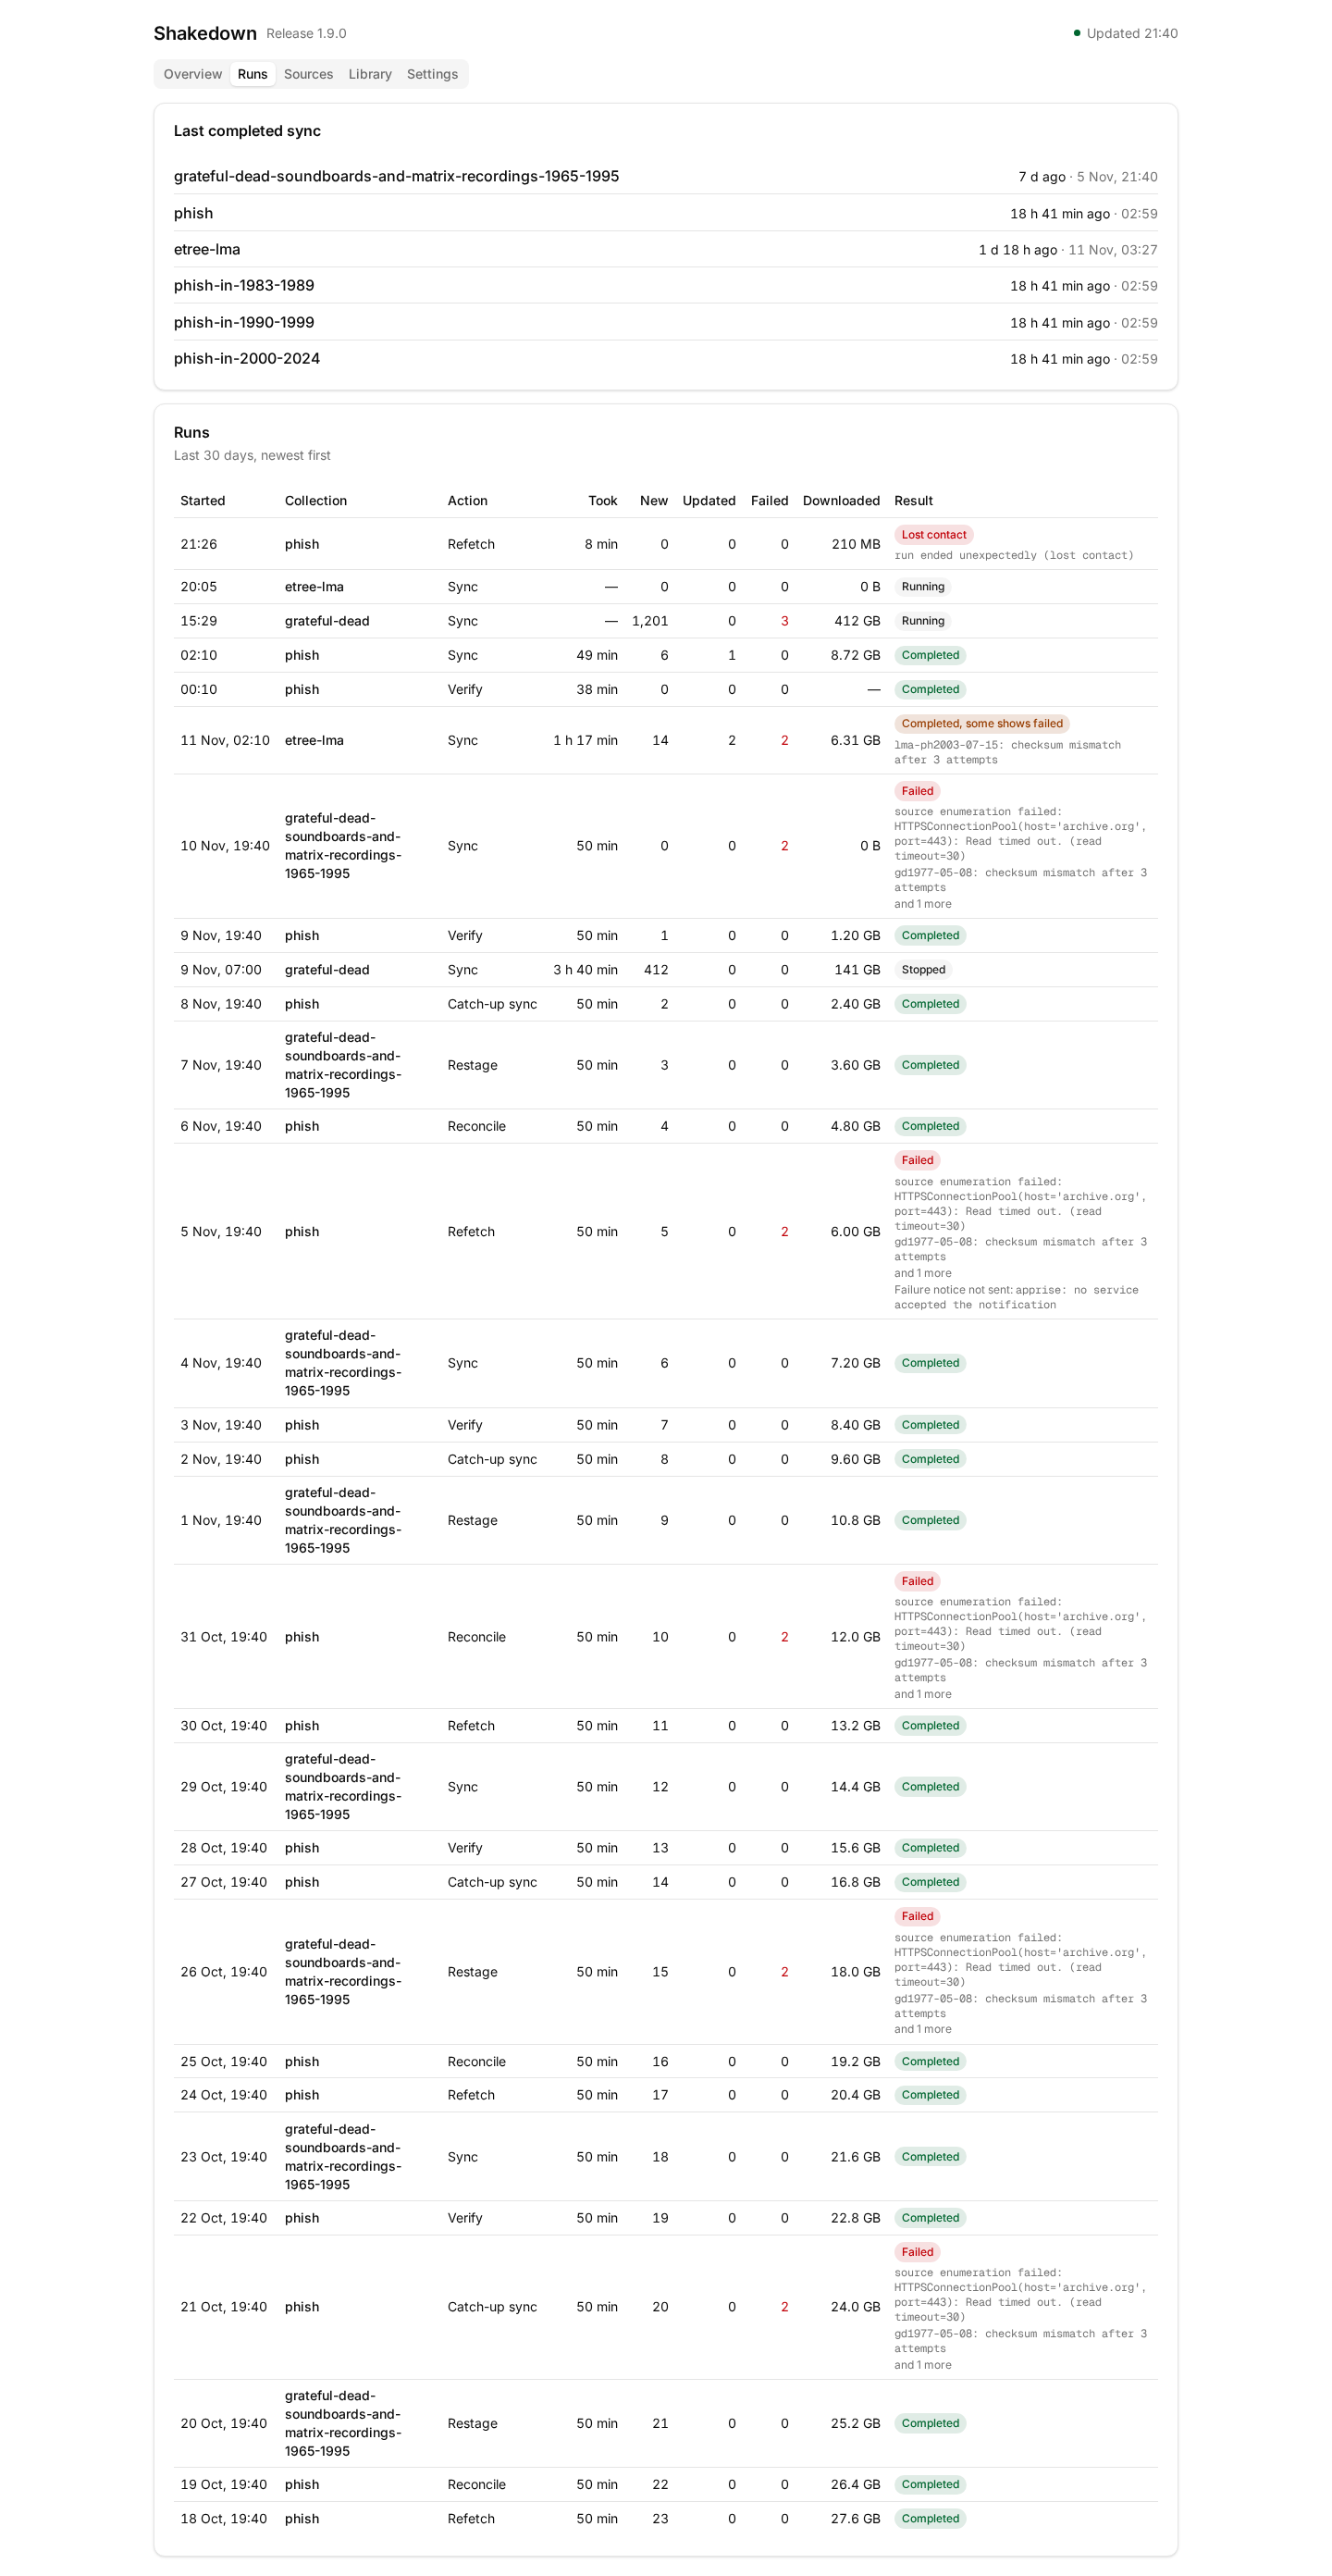 Shakedown Release 1.9.0 Updated 21:40
Overview Runs Sources Library Settings
Last completed sync
grateful-dead-soundboards-and-matrix-recordings-1965-1995 7 d ago · 5 Nov, 21:40
phish 18 h 41 min ago · 02:59
etree-lma 1 d 18 h ago · 11 Nov, 03:27
phish-in-1983-1989 18 h 41 min ago · 02:59
phish-in-1990-1999 18 h 41 min ago · 02:59
phish-in-2000-2024 18 h 41 min ago · 02:59
Runs
Last 30 days, newest first
Started Collection Action Took New Updated Failed Downloaded Result
21:26 phish Refetch 8 min 0 0 0 210 MB Lost contact
run ended unexpectedly (lost contact)
20:05 etree-lma Sync — 0 0 0 0 B Running
15:29 grateful-dead Sync — 1,201 0 3 412 GB Running
02:10 phish Sync 49 min 6 1 0 8.72 GB Completed
00:10 phish Verify 38 min 0 0 0 — Completed
11 Nov, 02:10 etree-lma Sync 1 h 17 min 14 2 2 6.31 GB Completed, some shows failed
lma-ph2003-07-15: checksum mismatch
after 3 attempts
10 Nov, 19:40 grateful-dead-
soundboards-and-
matrix-recordings-
1965-1995 Sync 50 min 0 0 2 0 B Failed
source enumeration failed:
HTTPSConnectionPool(host='archive.org',
port=443): Read timed out. (read
timeout=30)
gd1977-05-08: checksum mismatch after 3
attempts
and 1 more
9 Nov, 19:40 phish Verify 50 min 1 0 0 1.20 GB Completed
9 Nov, 07:00 grateful-dead Sync 3 h 40 min 412 0 0 141 GB Stopped
8 Nov, 19:40 phish Catch-up sync 50 min 2 0 0 2.40 GB Completed
7 Nov, 19:40 grateful-dead-
soundboards-and-
matrix-recordings-
1965-1995 Restage 50 min 3 0 0 3.60 GB Completed
6 Nov, 19:40 phish Reconcile 50 min 4 0 0 4.80 GB Completed
5 Nov, 19:40 phish Refetch 50 min 5 0 2 6.00 GB Failed
source enumeration failed:
HTTPSConnectionPool(host='archive.org',
port=443): Read timed out. (read
timeout=30)
gd1977-05-08: checksum mismatch after 3
attempts
and 1 more
Failure notice not sent: apprise: no service
accepted the notification
4 Nov, 19:40 grateful-dead-
soundboards-and-
matrix-recordings-
1965-1995 Sync 50 min 6 0 0 7.20 GB Completed
3 Nov, 19:40 phish Verify 50 min 7 0 0 8.40 GB Completed
2 Nov, 19:40 phish Catch-up sync 50 min 8 0 0 9.60 GB Completed
1 Nov, 19:40 grateful-dead-
soundboards-and-
matrix-recordings-
1965-1995 Restage 50 min 9 0 0 10.8 GB Completed
31 Oct, 19:40 phish Reconcile 50 min 10 0 2 12.0 GB Failed
source enumeration failed:
HTTPSConnectionPool(host='archive.org',
port=443): Read timed out. (read
timeout=30)
gd1977-05-08: checksum mismatch after 3
attempts
and 1 more
30 Oct, 19:40 phish Refetch 50 min 11 0 0 13.2 GB Completed
29 Oct, 19:40 grateful-dead-
soundboards-and-
matrix-recordings-
1965-1995 Sync 50 min 12 0 0 14.4 GB Completed
28 Oct, 19:40 phish Verify 50 min 13 0 0 15.6 GB Completed
27 Oct, 19:40 phish Catch-up sync 50 min 14 0 0 16.8 GB Completed
26 Oct, 19:40 grateful-dead-
soundboards-and-
matrix-recordings-
1965-1995 Restage 50 min 15 0 2 18.0 GB Failed
source enumeration failed:
HTTPSConnectionPool(host='archive.org',
port=443): Read timed out. (read
timeout=30)
gd1977-05-08: checksum mismatch after 3
attempts
and 1 more
25 Oct, 19:40 phish Reconcile 50 min 16 0 0 19.2 GB Completed
24 Oct, 19:40 phish Refetch 50 min 17 0 0 20.4 GB Completed
23 Oct, 19:40 grateful-dead-
soundboards-and-
matrix-recordings-
1965-1995 Sync 50 min 18 0 0 21.6 GB Completed
22 Oct, 19:40 phish Verify 50 min 19 0 0 22.8 GB Completed
21 Oct, 19:40 phish Catch-up sync 50 min 20 0 2 24.0 GB Failed
source enumeration failed:
HTTPSConnectionPool(host='archive.org',
port=443): Read timed out. (read
timeout=30)
gd1977-05-08: checksum mismatch after 3
attempts
and 1 more
20 Oct, 19:40 grateful-dead-
soundboards-and-
matrix-recordings-
1965-1995 Restage 50 min 21 0 0 25.2 GB Completed
19 Oct, 19:40 phish Reconcile 50 min 22 0 0 26.4 GB Completed
18 Oct, 19:40 phish Refetch 50 min 23 0 0 27.6 GB Completed